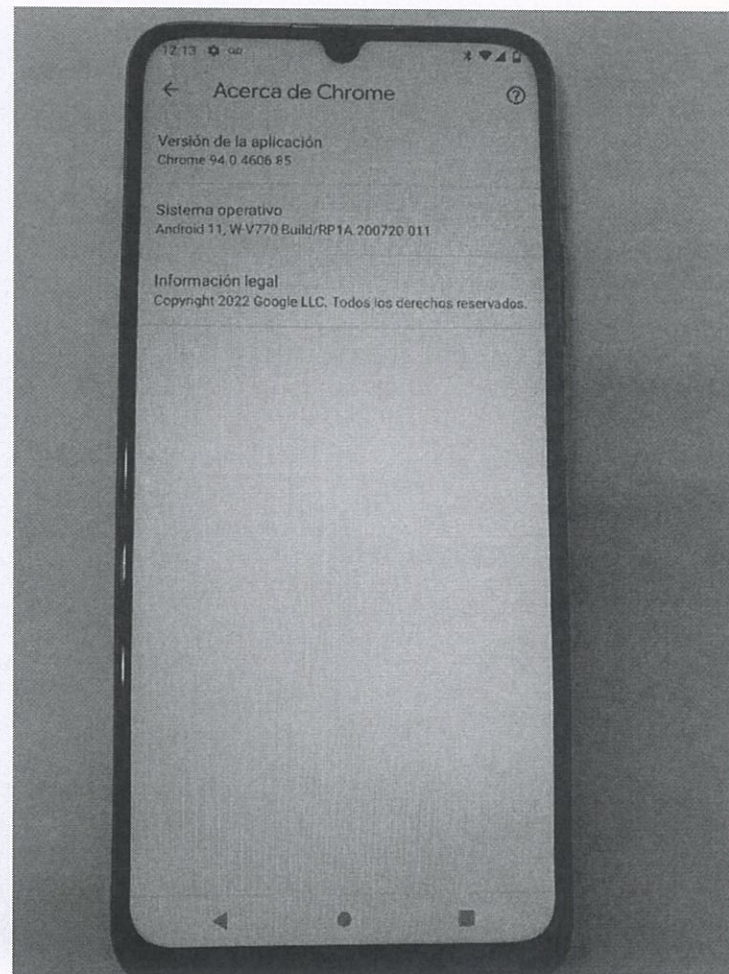 12:13
Acerca de Chrome
Versión de la aplicación
Chrome 94.0.4606.85
Sistema operativo
Android 11; W-V770 Build/RP1A.200720.011
Información legal
Copyright 2022 Google LLC. Todos los derechos reservados.